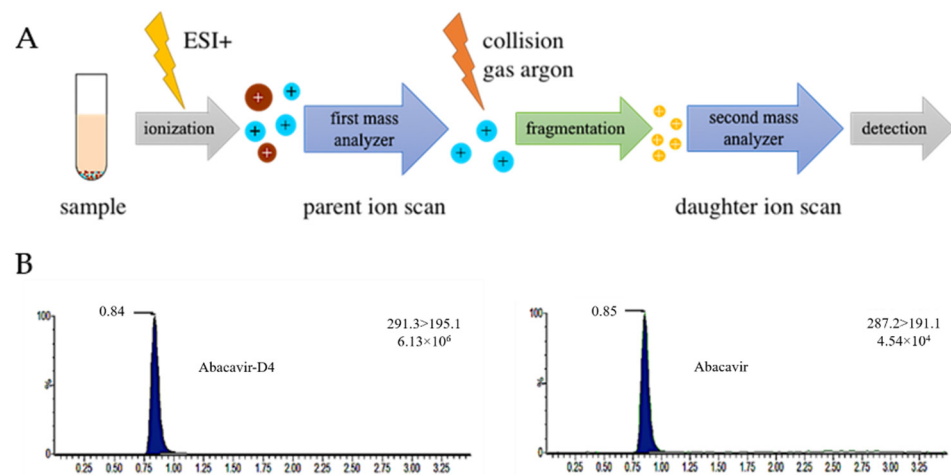 A
ESI+
collision
gas argon
ionization
first mass
analyzer
fragmentation
second mass
analyzer
detection
+ + + + + + + + + + + + +
sample
parent ion scan
daughter ion scan
B
0.84
100
291.3>195.1
6.13×10⁶
Abacavir-D4
%
0.25 0.50 0.75 1.00 1.25 1.50 1.75 2.00 2.25 2.50 2.75 3.00 3.25
0.85
100
287.2>191.1
4.54×10⁴
Abacavir
%
0.25 0.50 0.75 1.00 1.25 1.50 1.75 2.00 2.25 2.50 2.75 3.00 3.25